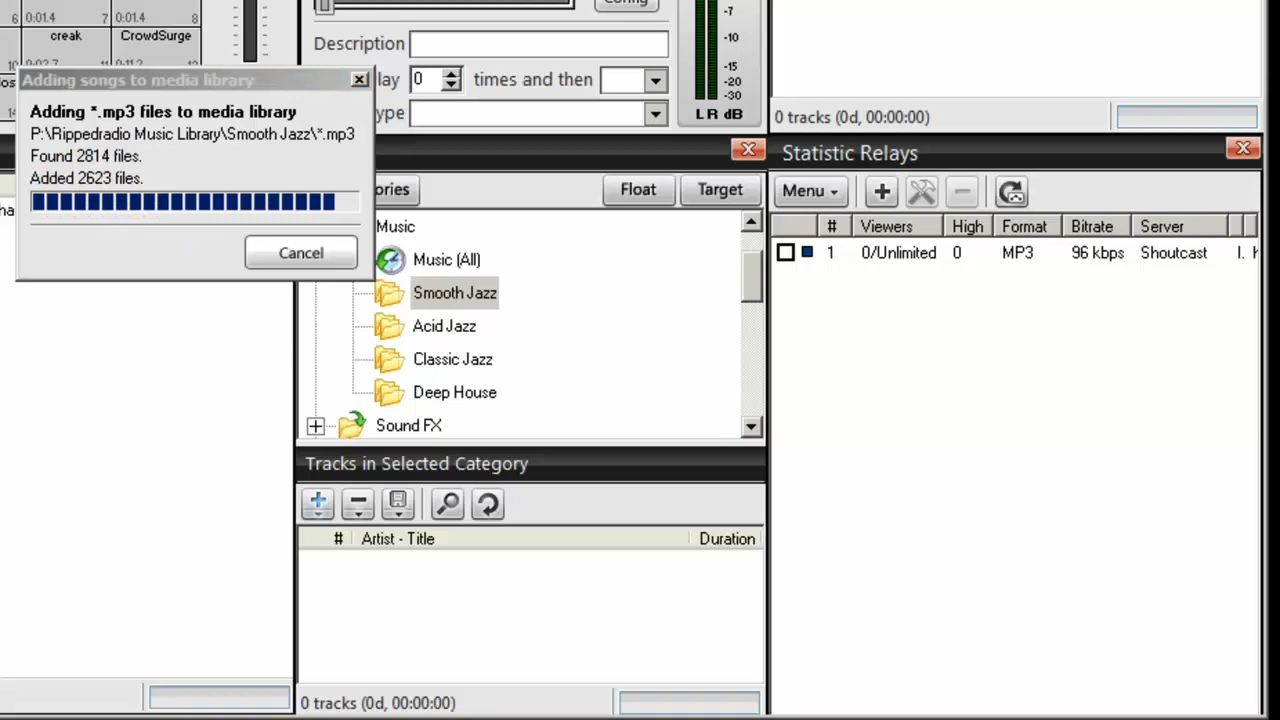 6 0:01.4 7 0:01.4 8
creak CrowdSurge
Config
Description
lay 0 times and then
ype
-7
-10
-15
-20
-30
L R dB
0 tracks (0d, 00:00:00)
Adding songs to media library
Adding *.mp3 files to media library
P:\Rippedradio Music Library\Smooth Jazz\*.mp3
Found 2814 files.
Added 2623 files.
Cancel
ories Float Target
Music
Music (All)
Smooth Jazz
Acid Jazz
Classic Jazz
Deep House
Sound FX
Tracks in Selected Category
# Artist - Title Duration
0 tracks (0d, 00:00:00)
Statistic Relays
Menu
# Viewers High Format Bitrate Server
1 0/Unlimited 0 MP3 96 kbps Shoutcast